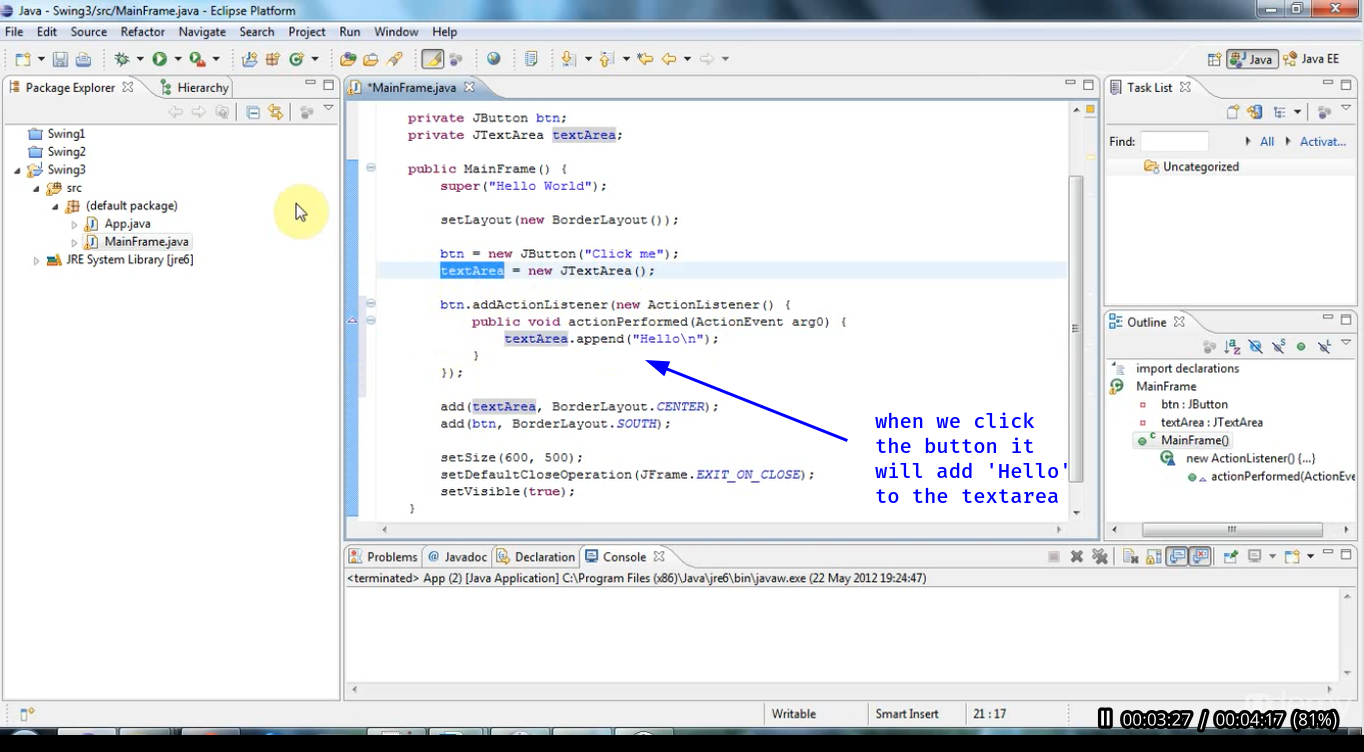 Java - Swing3/src/MainFrame.java - Eclipse Platform
File Edit Source Refactor Navigate Search Project Run Window Help
Java Java EE
Package Explorer Hierarchy
Swing1
Swing2
Swing3
src
(default package)
App.java
MainFrame.java
JRE System Library [jre6]
*MainFrame.java
private JButton btn;
private JTextArea textArea;
public MainFrame() {
super("Hello World");
setLayout(new BorderLayout());
btn = new JButton("Click me");
textArea = new JTextArea();
btn.addActionListener(new ActionListener() {
public void actionPerformed(ActionEvent arg0) {
textArea.append("Hello\n");
}
});
add(textArea, BorderLayout.CENTER);
add(btn, BorderLayout.SOUTH);
setSize(600, 500);
setDefaultCloseOperation(JFrame.EXIT_ON_CLOSE);
setVisible(true);
}
when we click
the button it
will add 'Hello'
to the textarea
Task List
Find: All Activat...
Uncategorized
Outline
import declarations
MainFrame
btn : JButton
textArea : JTextArea
MainFrame()
new ActionListener() {...}
actionPerformed(ActionEve
Problems @ Javadoc Declaration Console
<terminated> App (2) [Java Application] C:\Program Files (x86)\Java\jre6\bin\javaw.exe (22 May 2012 19:24:47)
Writable Smart Insert 21 : 17
00:03:27 / 00:04:17 (81%)